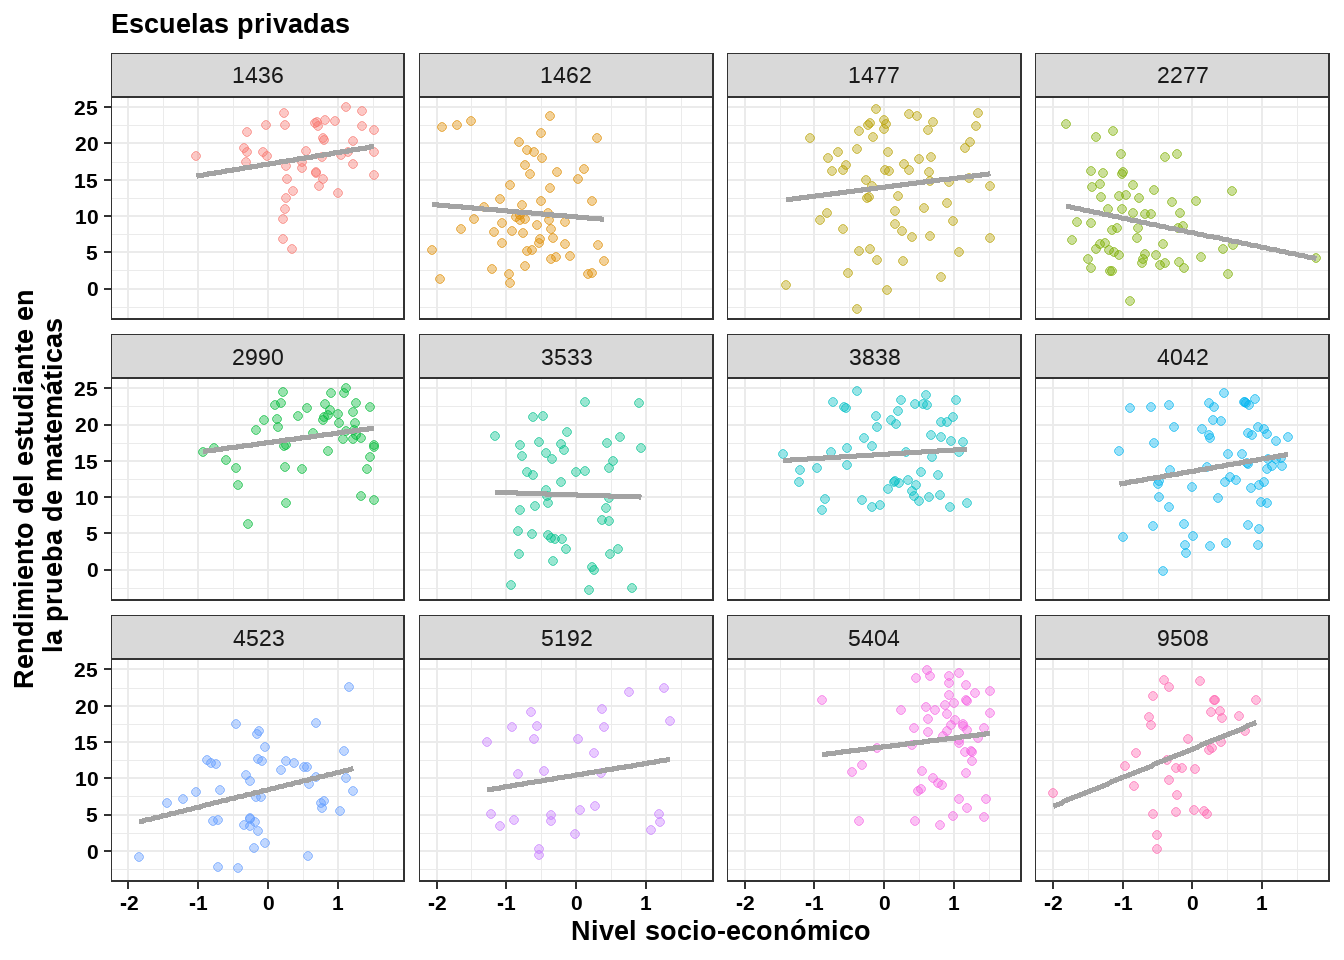 Escuelas privadas
1436 1462 1477 2277
25
20
15
10
5
0
2990 3533 3838 4042
25
20
15
10
5
0
Rendimiento del estudiante en
la prueba de matemáticas
4523 5192 5404 9508
25
20
15
10
5
0
-2 -1 0 1 -2 -1 0 1 -2 -1 0 1 -2 -1 0 1
Nivel socio-económico